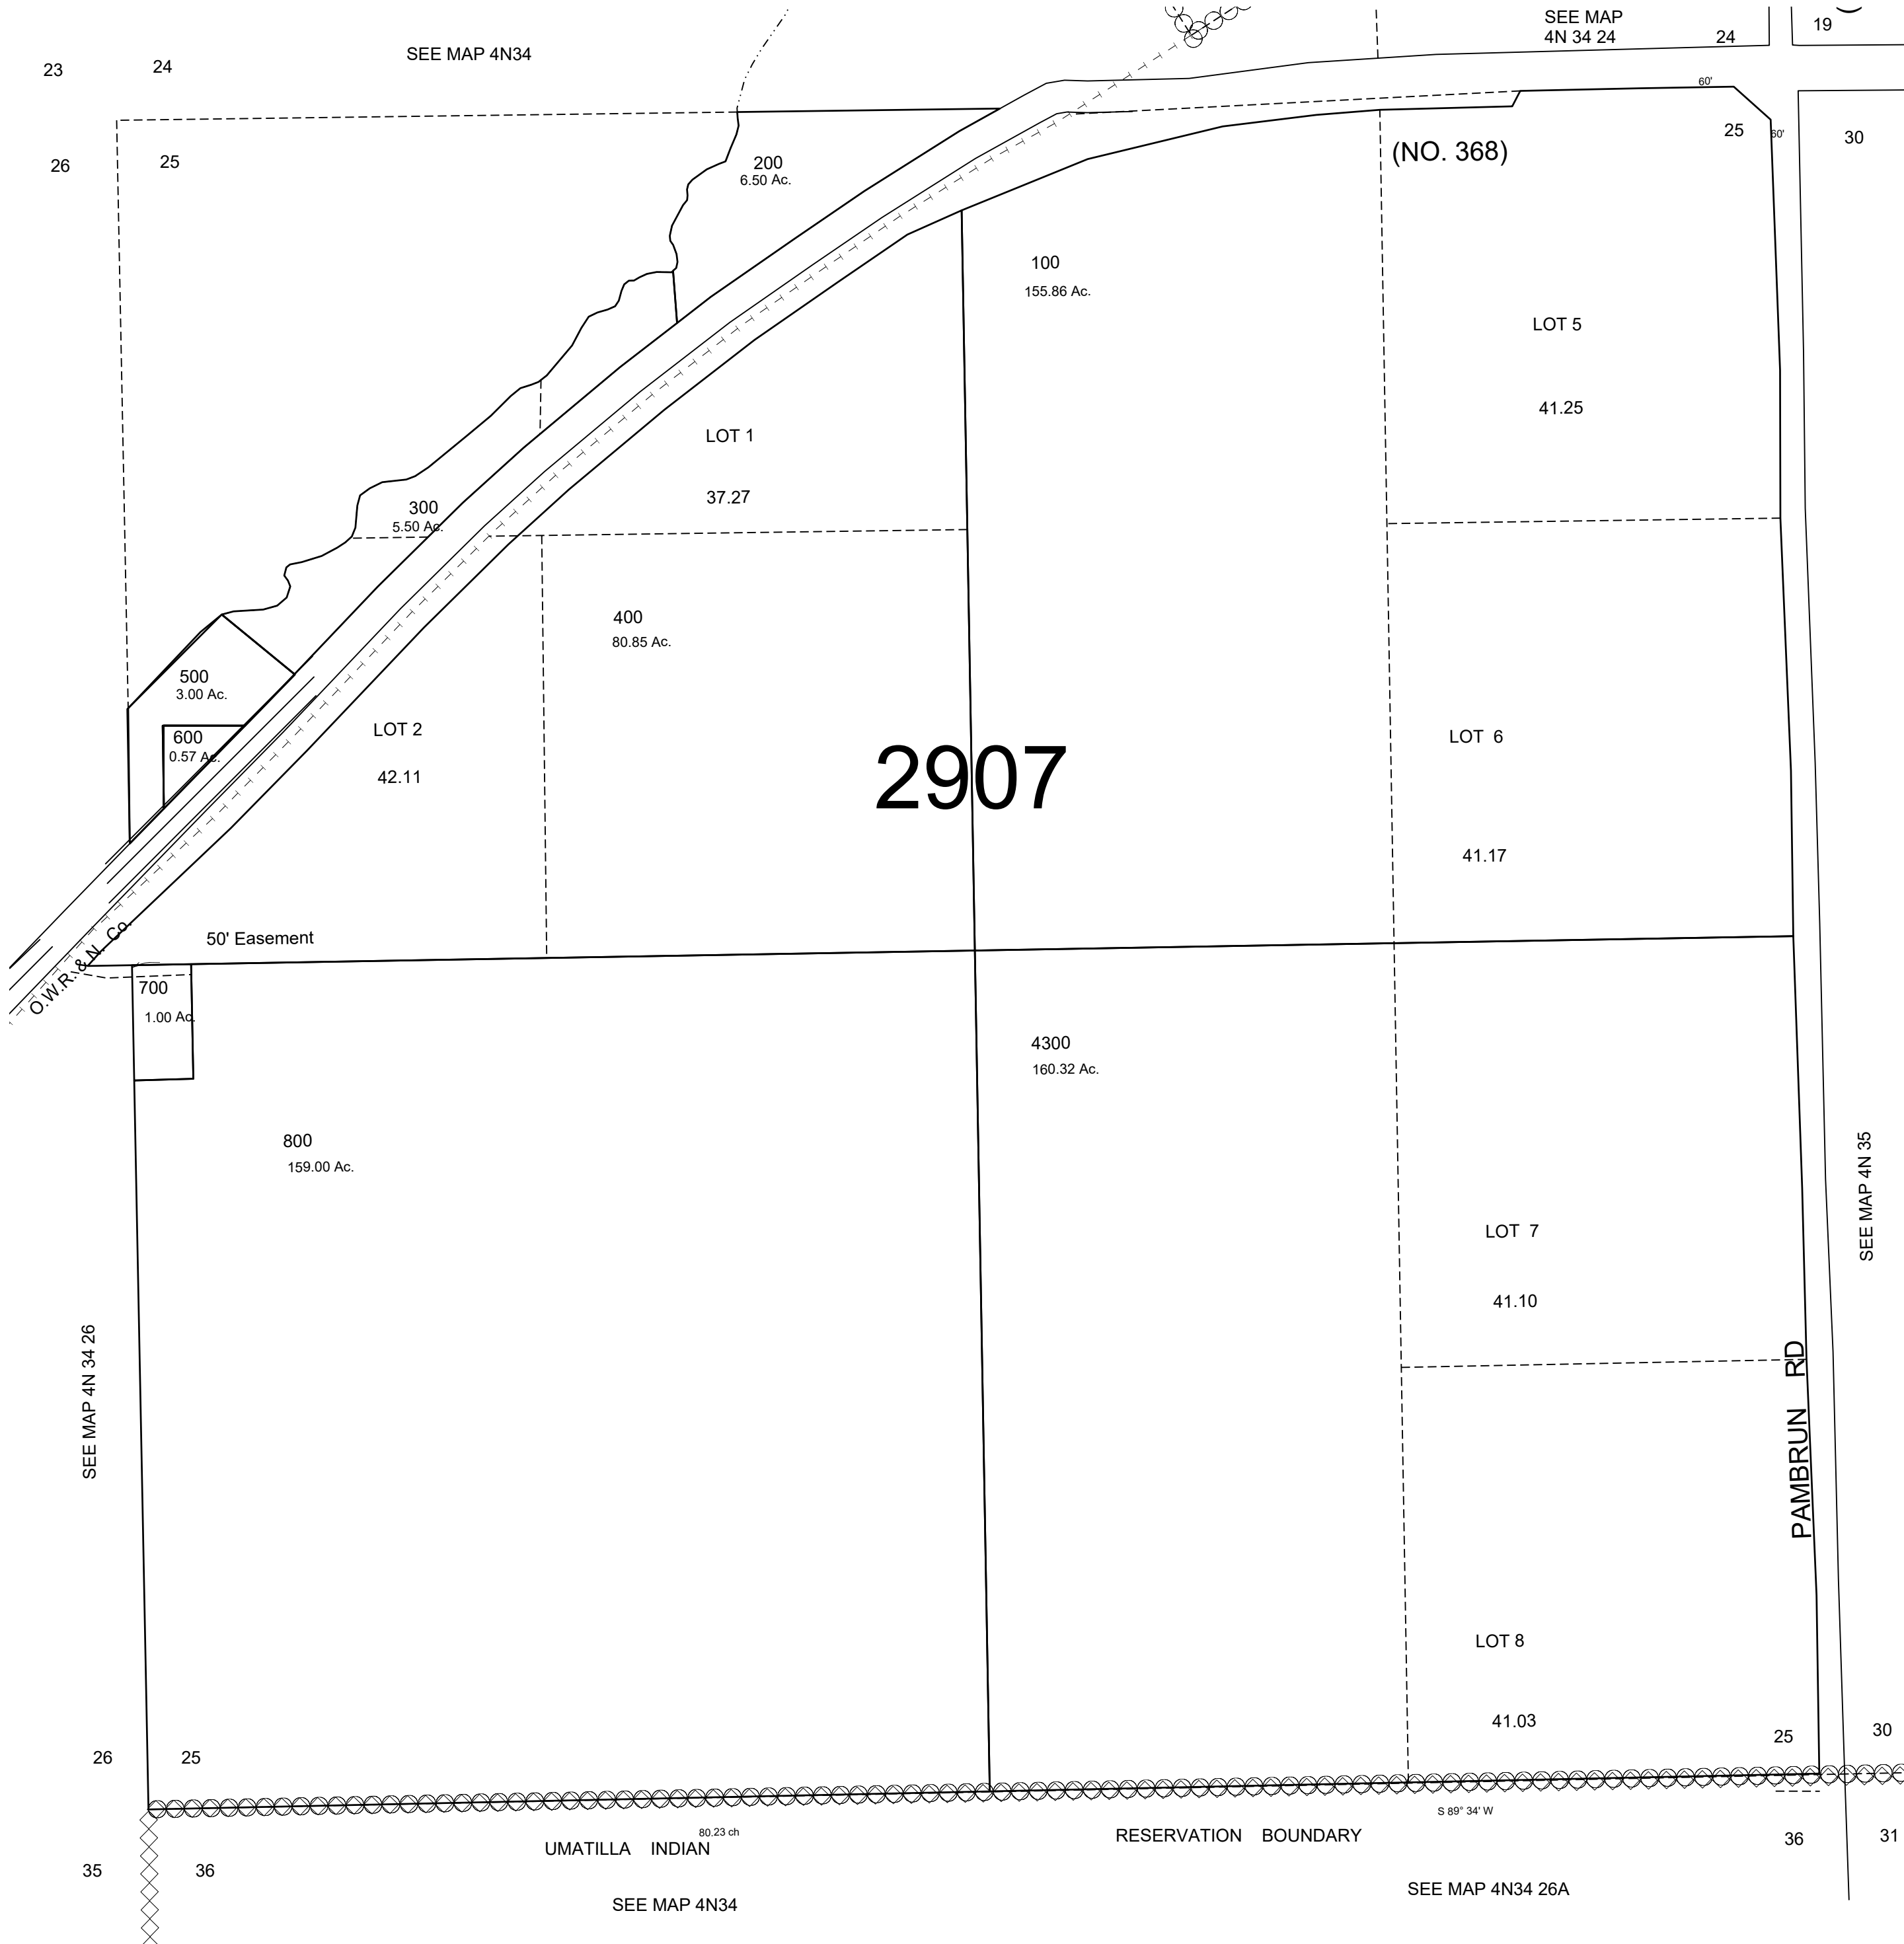 SEE MAP
4N 34 24
24
19
23
24
SEE MAP 4N34
60'
26
25
200
6.50 Ac.
(NO. 368)
25
60'
30
100
155.86 Ac.
LOT 5
41.25
LOT 1
37.27
300
5.50 Ac.
400
80.85 Ac.
500
3.00 Ac.
600
0.57 Ac.
LOT 2
42.11
2907
LOT 6
41.17
50' Easement
O.W.R. & N. Co.
700
1.00 Ac.
4300
160.32 Ac.
800
159.00 Ac.
SEE MAP 4N 35
LOT 7
41.10
SEE MAP 4N 34 26
PAMBRUN RD
LOT 8
41.03
26
25
25
30
S 89° 34' W
80.23 ch
UMATILLA INDIAN RESERVATION BOUNDARY
35
36
36
31
SEE MAP 4N34
SEE MAP 4N34 26A